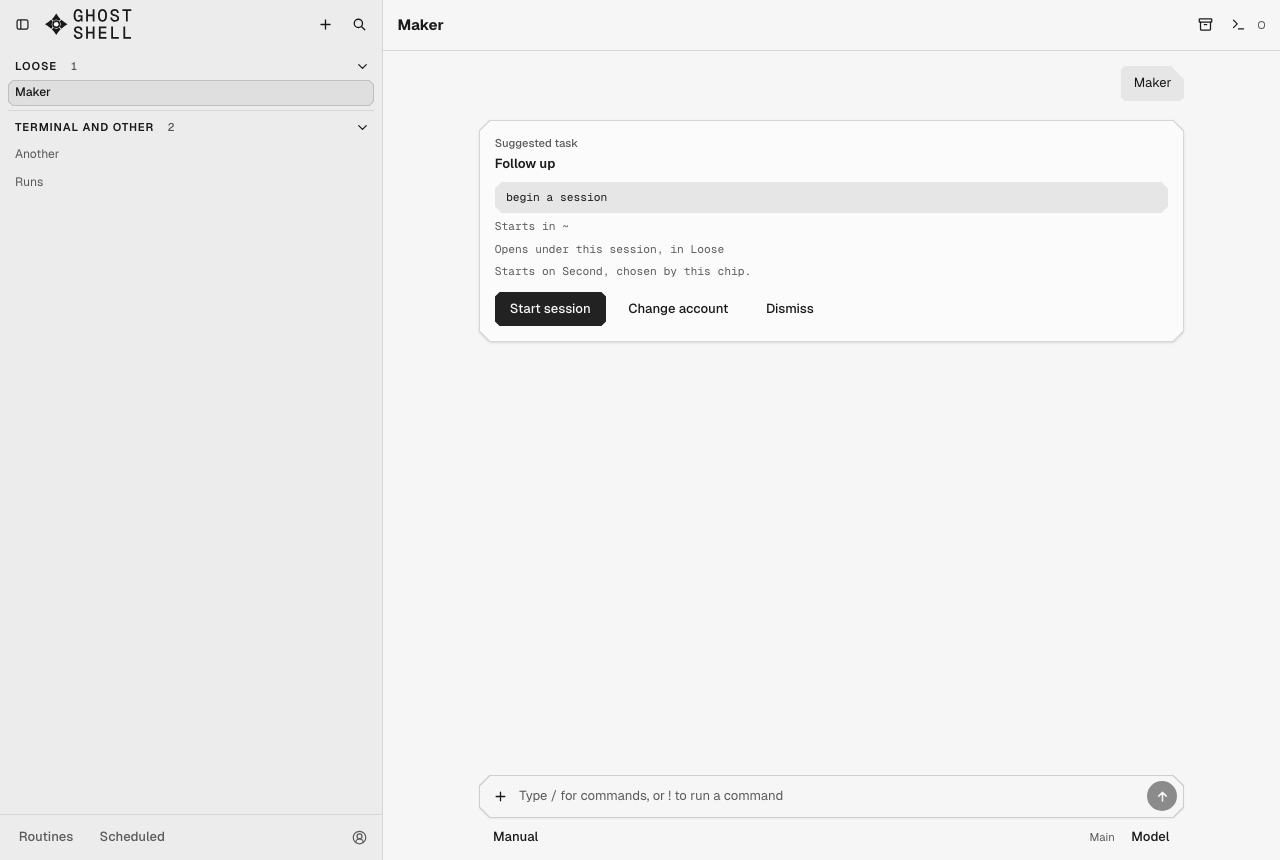 GHOST
SHELL
LOOSE 1
Maker
TERMINAL AND OTHER 2
Another
Runs
Routines Scheduled
Maker
0
Maker
Suggested task
Follow up
begin a session
Starts in ~
Opens under this session, in Loose
Starts on Second, chosen by this chip.
Start session Change account Dismiss
Type / for commands, or ! to run a command
Manual Main Model